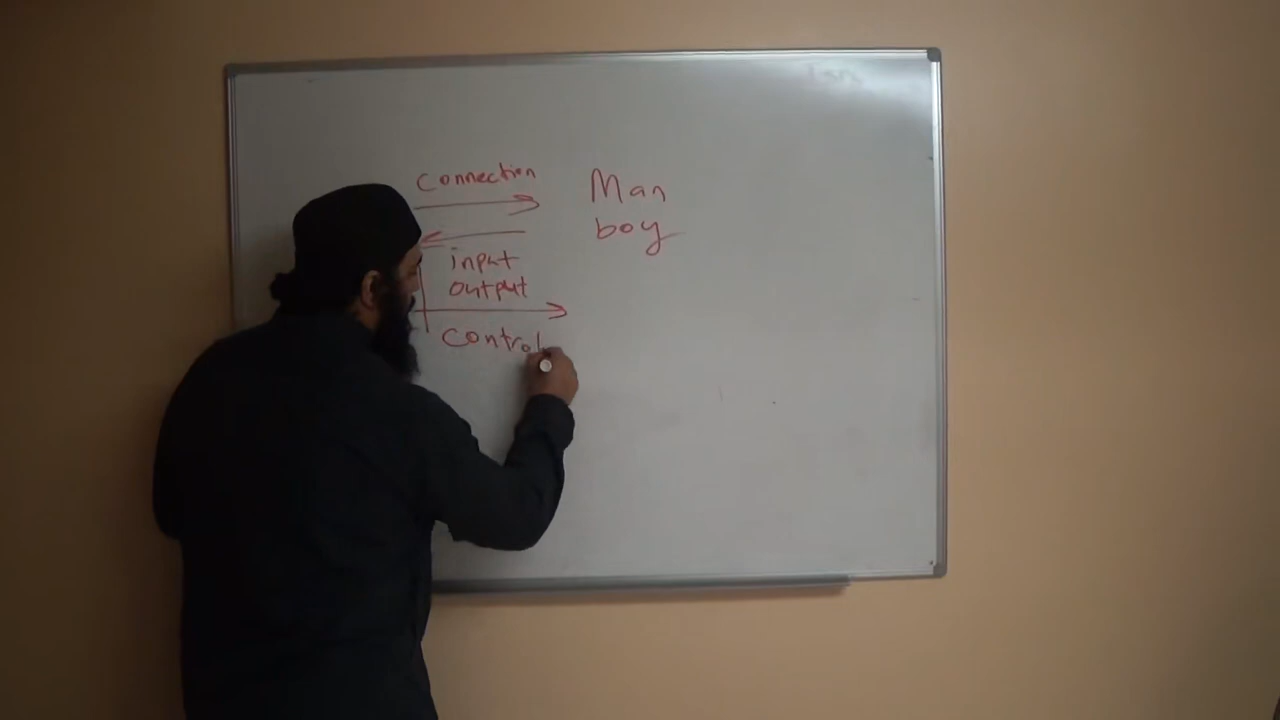 Connection
Man
boy
input
output
Control